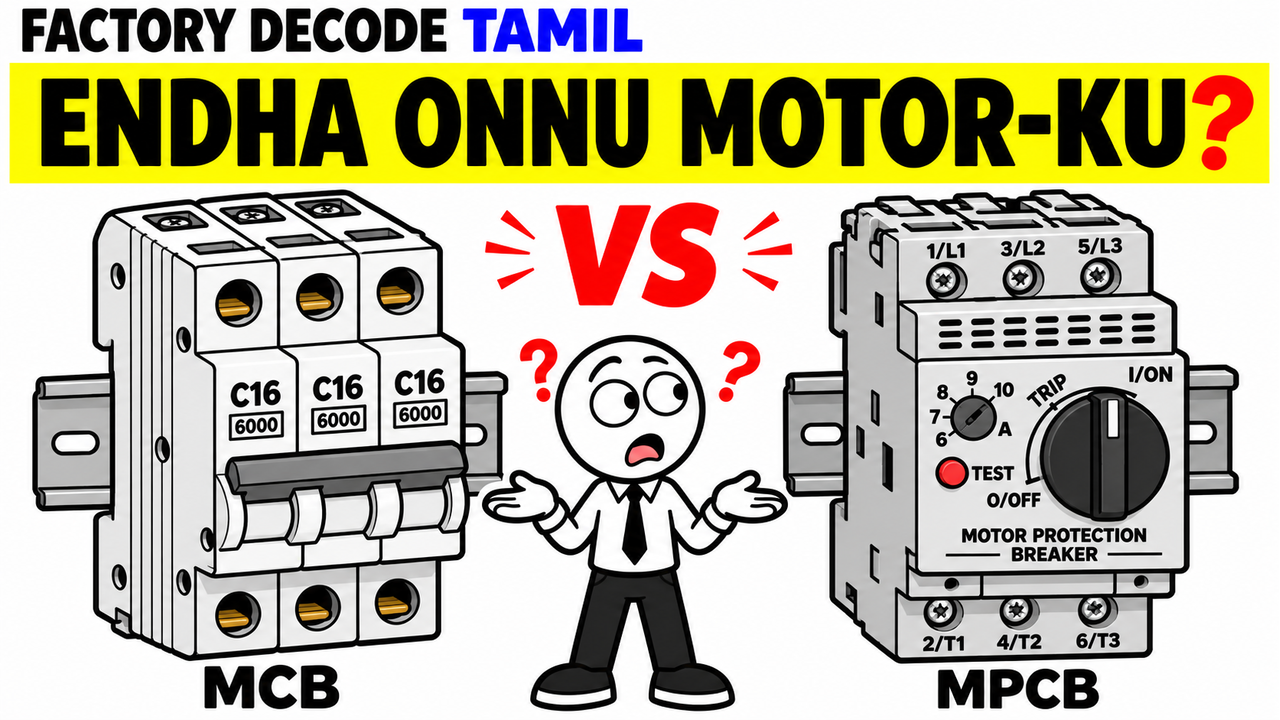 FACTORY DECODE TAMIL
ENDHA ONNU MOTOR-KU?
VS
? ?
C16 C16 C16
6000 6000 6000
MCB
1/L1 3/L2 5/L3
6 7 8 9 10 A
TRIP
I/ON
TEST
O/OFF
MOTOR PROTECTION
BREAKER
2/T1 4/T2 6/T3
MPCB